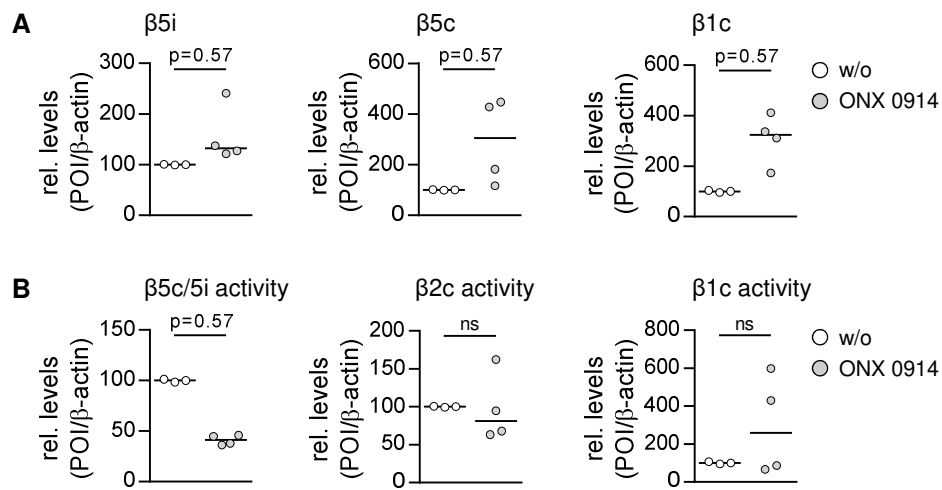 A
β5i
β5c
β1c
p=0.57
p=0.57
p=0.57
300
200
100
0
600
400
200
0
600
400
200
0
rel. levels
(POI/β-actin)
rel. levels
(POI/β-actin)
rel. levels
(POI/β-actin)
w/o
ONX 0914
B
β5c/5i activity
β2c activity
β1c activity
p=0.57
ns
ns
150
100
50
0
200
150
100
50
0
800
600
400
200
0
rel. levels
(POI/β-actin)
rel. levels
(POI/β-actin)
rel. levels
(POI/β-actin)
w/o
ONX 0914